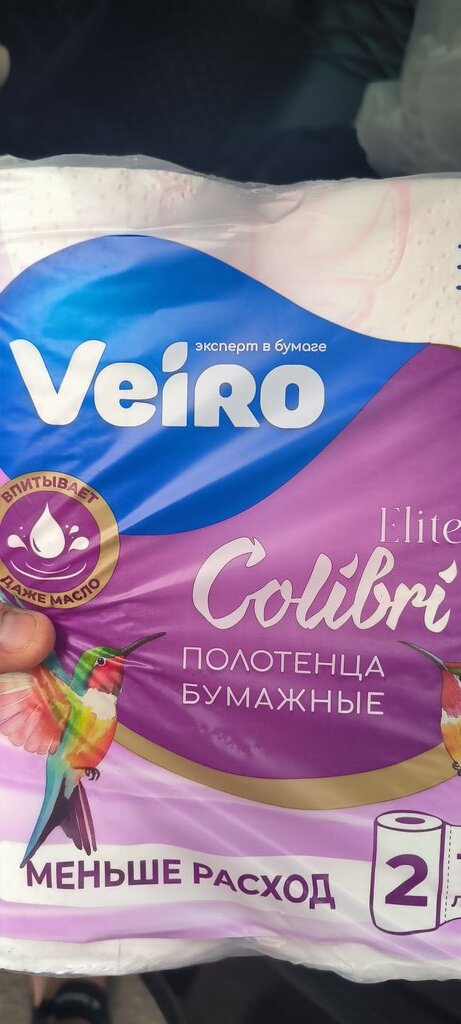 эксперт в бумаге
Veiro
ВПИТЫВАЕТ
ДАЖЕ МАСЛО
Elite
Colibri
ПОЛОТЕНЦА
БУМАЖНЫЕ
МЕНЬШЕ РАСХОД
2